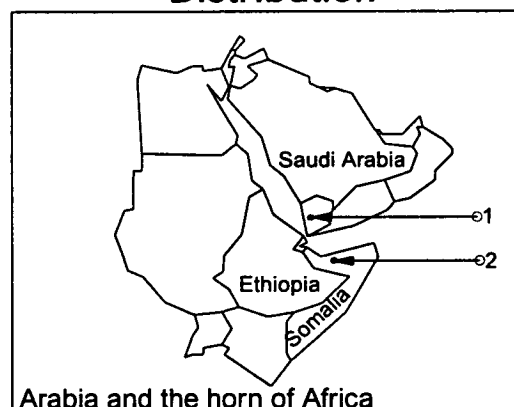 Distribution
Saudi Arabia
1
2
Ethiopia
Somalia
Arabia and the horn of Africa